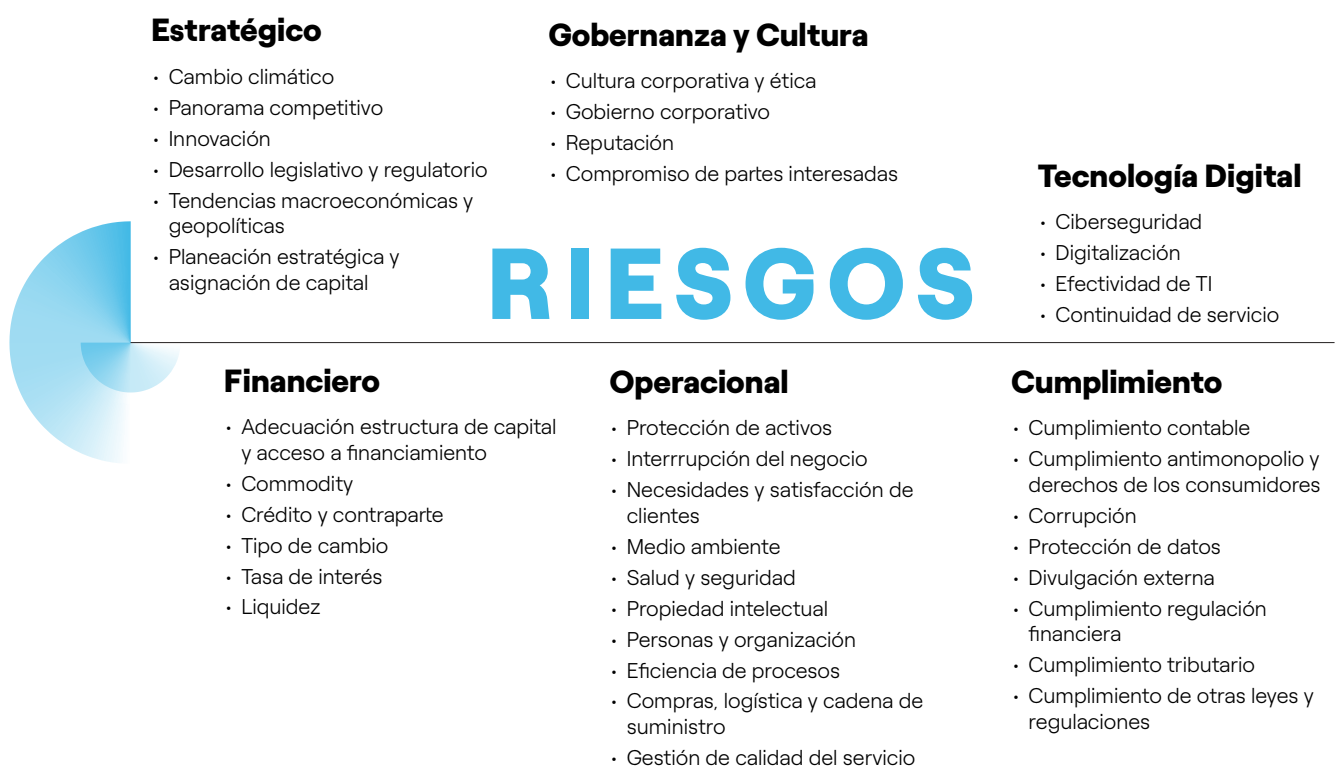 Estratégico
· Cambio climático
· Panorama competitivo
· Innovación
· Desarrollo legislativo y regulatorio
· Tendencias macroeconómicas y
geopolíticas
· Planeación estratégica y
asignación de capital
Gobernanza y Cultura
· Cultura corporativa y ética
· Gobierno corporativo
· Reputación
· Compromiso de partes interesadas
Tecnología Digital
· Ciberseguridad
· Digitalización
· Efectividad de TI
· Continuidad de servicio
RIESGOS
Financiero
· Adecuación estructura de capital
y acceso a financiamiento
· Commodity
· Crédito y contraparte
· Tipo de cambio
· Tasa de interés
· Liquidez
Operacional
· Protección de activos
· Interrrupción del negocio
· Necesidades y satisfacción de
clientes
· Medio ambiente
· Salud y seguridad
· Propiedad intelectual
· Personas y organización
· Eficiencia de procesos
· Compras, logística y cadena de
suministro
· Gestión de calidad del servicio
Cumplimiento
· Cumplimiento contable
· Cumplimiento antimonopolio y
derechos de los consumidores
· Corrupción
· Protección de datos
· Divulgación externa
· Cumplimiento regulación
financiera
· Cumplimiento tributario
· Cumplimiento de otras leyes y
regulaciones